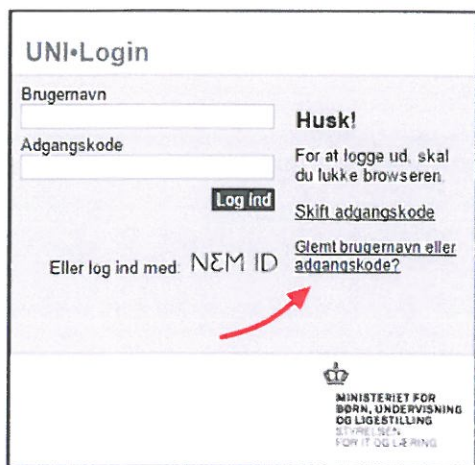 UNI•Login
Brugernavn
Adgangskode
Log ind
Eller log ind med: NEM ID
Husk!
For at logge ud, skal
du lukke browseren.
Skift adgangskode
Glemt brugernavn eller
adgangskode?
MINISTERIET FOR
BØRN, UNDERVISNING
OG LIGESTILLING
STYRELSEN
FOR IT OG LÆRING